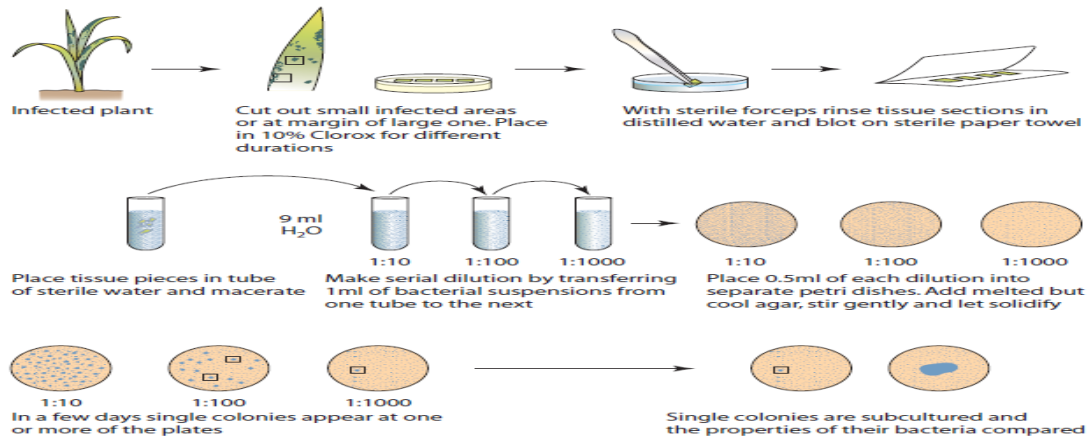 Infected plant
Cut out small infected areas
or at margin of large one. Place
in 10% Clorox for different
durations
With sterile forceps rinse tissue sections in
distilled water and blot on sterile paper towel
9 ml
H₂O
1:10
1:100
1:1000
1:10
1:100
1:1000
Place tissue pieces in tube
of sterile water and macerate
Make serial dilution by transferring
1ml of bacterial suspensions from
one tube to the next
Place 0.5ml of each dilution into
separate petri dishes. Add melted but
cool agar, stir gently and let solidify
1:10
1:100
1:1000
In a few days single colonies appear at one
or more of the plates
Single colonies are subcultured and
the properties of their bacteria compared